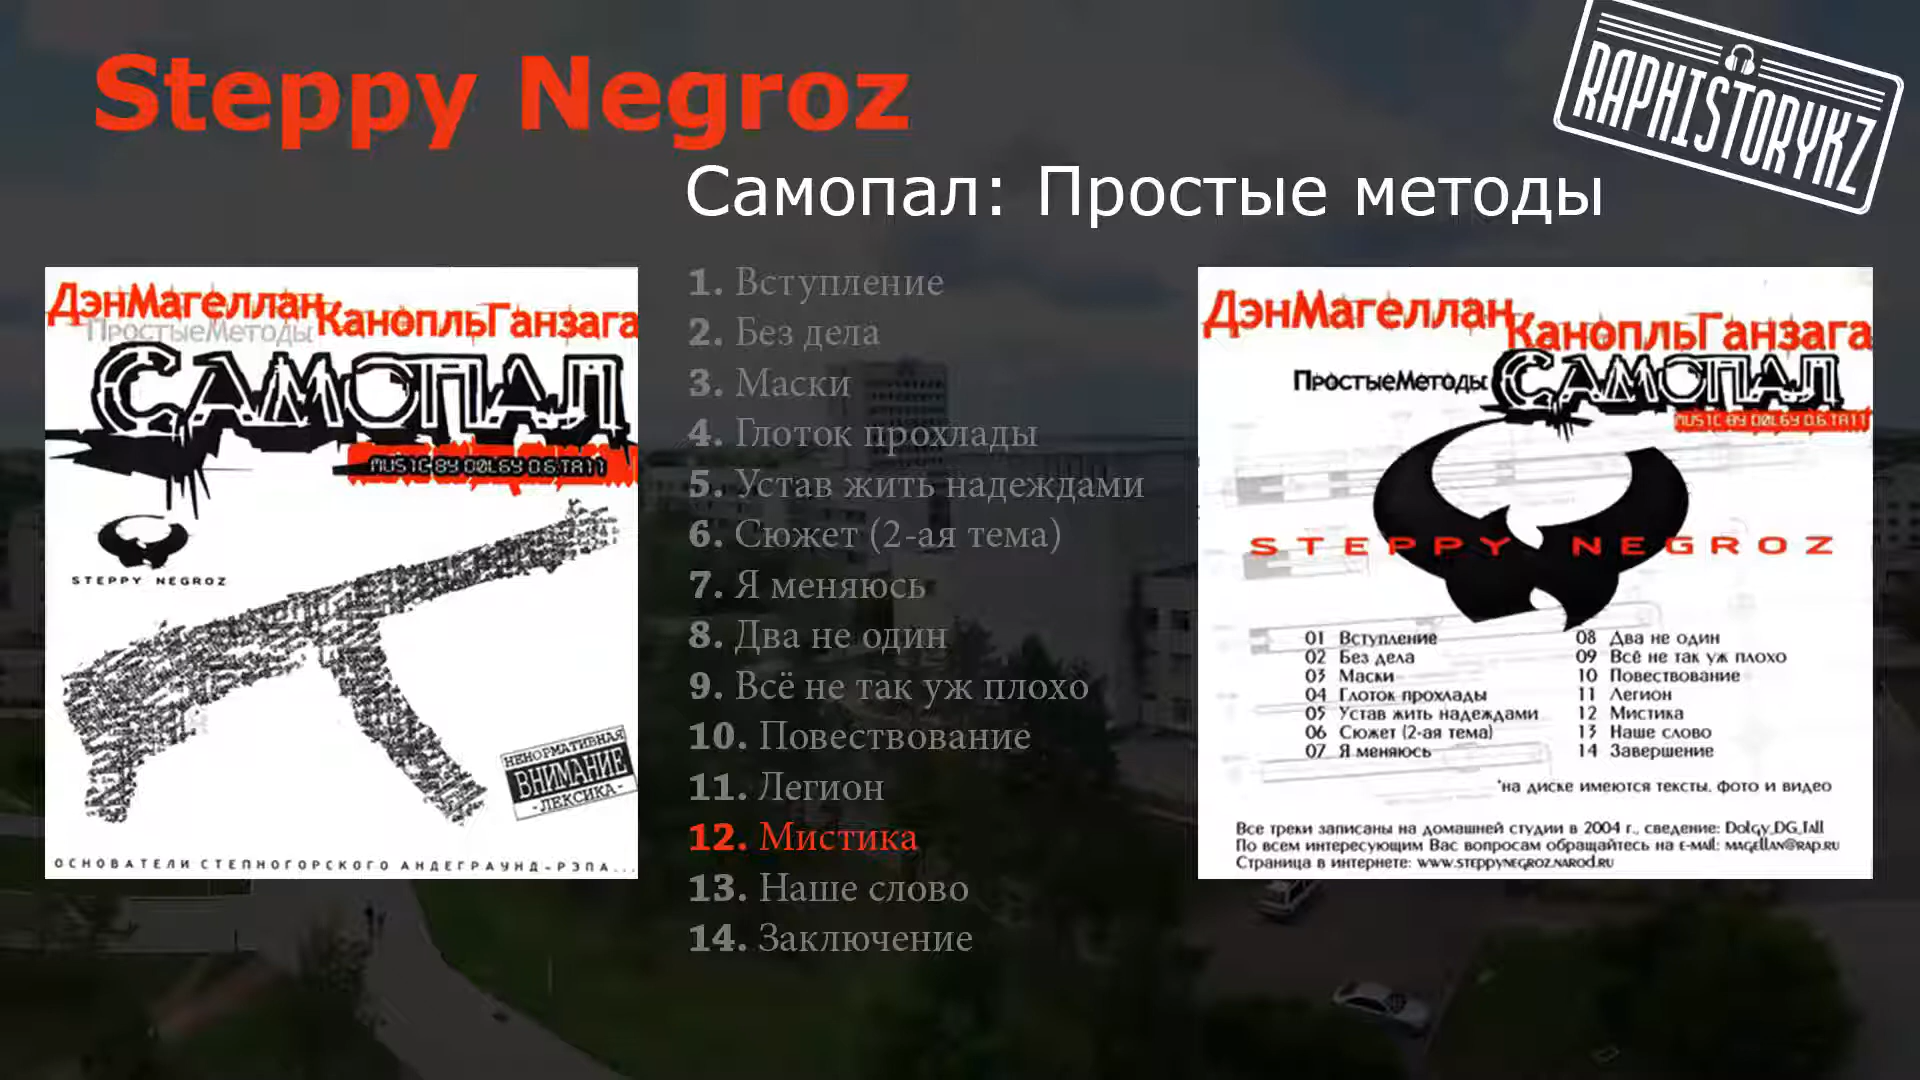 Steppy Negroz
RAPHISTORYKZ
Самопал: Простые методы
ДэнМагеллан
КанопльГанзага
ПростыеМетоды
САМОПАЛ
MUSIC BY DOLGY D.G.TALL
STEPPY NEGROZ
НЕНОРМАТИВНАЯ
ВНИМАНИЕ
-ЛЕКСИКА-
ОСНОВАТЕЛИ СТЕПНОГОРСКОГО АНДЕГРАУНД-РЭПА...
1. Вступление
2. Без дела
3. Маски
4. Глоток прохлады
5. Устав жить надеждами
6. Сюжет (2-ая тема)
7. Я меняюсь
8. Два не один
9. Всё не так уж плохо
10. Повествование
11. Легион
12. Мистика
13. Наше слово
14. Заключение
ДэнМагеллан
КанопльГанзага
ПростыеМетоды
САМОПАЛ
MUSIC BY DOLGY D.G.TALL
STEPPY NEGROZ
01 Вступление
02 Без дела
03 Маски
04 Глоток прохлады
05 Устав жить надеждами
06 Сюжет (2-ая тема)
07 Я меняюсь
08 Два не один
09 Всё не так уж плохо
10 Повествование
11 Легион
12 Мистика
13 Наше слово
14 Завершение
*на диске имеются тексты, фото и видео
Все треки записаны на домашней студии в 2004 г., сведение: Dolgy_DG_Tall
По всем интересующим Вас вопросам обращайтесь на e-mail: magellan@rap.ru
Страница в интернете: www.steppynegroz.narod.ru